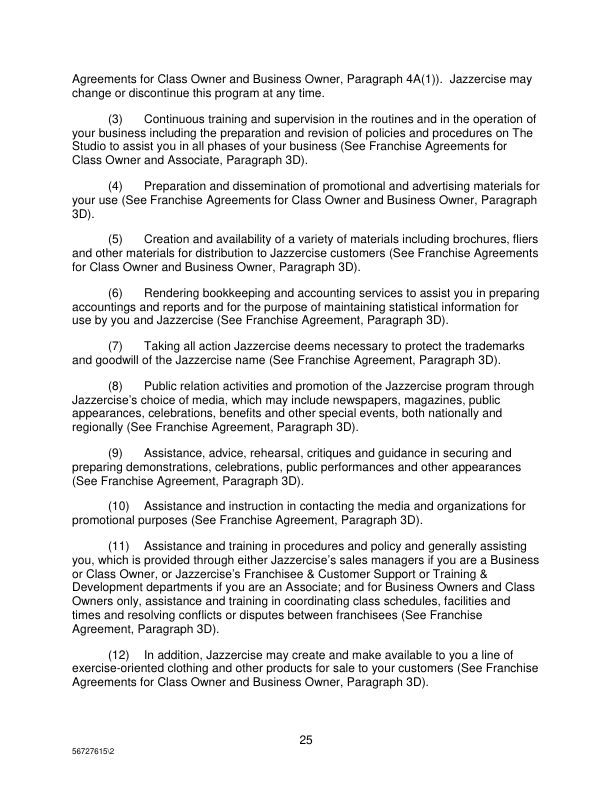 Agreements for Class Owner and Business Owner, Paragraph 4A(1)).  Jazzercise may
change or discontinue this program at any time.
(3) Continuous training and supervision in the routines and in the operation of
your business including the preparation and revision of policies and procedures on The
Studio to assist you in all phases of your business (See Franchise Agreements for
Class Owner and Associate, Paragraph 3D).
(4) Preparation and dissemination of promotional and advertising materials for
your use (See Franchise Agreements for Class Owner and Business Owner, Paragraph
3D).
(5) Creation and availability of a variety of materials including brochures, fliers
and other materials for distribution to Jazzercise customers (See Franchise Agreements
for Class Owner and Business Owner, Paragraph 3D).
(6) Rendering bookkeeping and accounting services to assist you in preparing
accountings and reports and for the purpose of maintaining statistical information for
use by you and Jazzercise (See Franchise Agreement, Paragraph 3D).
(7) Taking all action Jazzercise deems necessary to protect the trademarks
and goodwill of the Jazzercise name (See Franchise Agreement, Paragraph 3D).
(8) Public relation activities and promotion of the Jazzercise program through
Jazzercise's choice of media, which may include newspapers, magazines, public
appearances, celebrations, benefits and other special events, both nationally and
regionally (See Franchise Agreement, Paragraph 3D).
(9) Assistance, advice, rehearsal, critiques and guidance in securing and
preparing demonstrations, celebrations, public performances and other appearances
(See Franchise Agreement, Paragraph 3D).
(10) Assistance and instruction in contacting the media and organizations for
promotional purposes (See Franchise Agreement, Paragraph 3D).
(11) Assistance and training in procedures and policy and generally assisting
you, which is provided through either Jazzercise's sales managers if you are a Business
or Class Owner, or Jazzercise's Franchisee & Customer Support or Training &
Development departments if you are an Associate; and for Business Owners and Class
Owners only, assistance and training in coordinating class schedules, facilities and
times and resolving conflicts or disputes between franchisees (See Franchise
Agreement, Paragraph 3D).
(12) In addition, Jazzercise may create and make available to you a line of
exercise-oriented clothing and other products for sale to your customers (See Franchise
Agreements for Class Owner and Business Owner, Paragraph 3D).
25
56727615\2